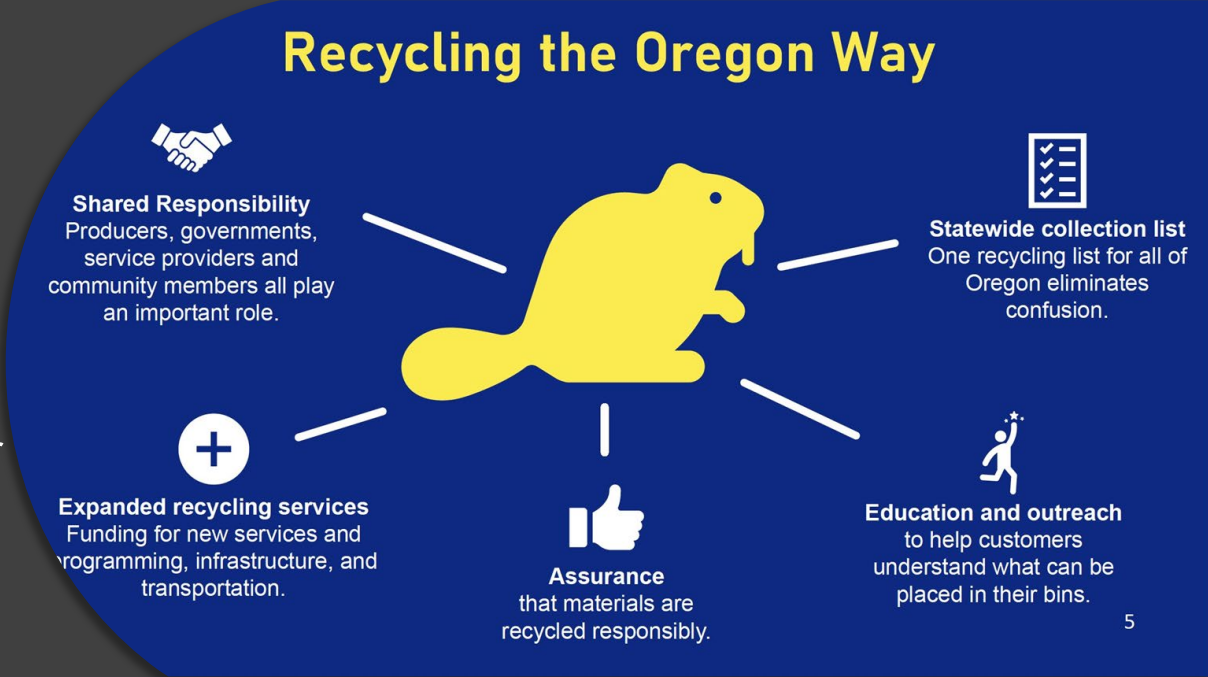 Recycling the Oregon Way
Shared Responsibility
Producers, governments,
service providers and
community members all play
an important role.
Statewide collection list
One recycling list for all of
Oregon eliminates
confusion.
Expanded recycling services
Funding for new services and
rogramming, infrastructure, and
transportation.
Assurance
that materials are
recycled responsibly.
Education and outreach
to help customers
understand what can be
placed in their bins.
5